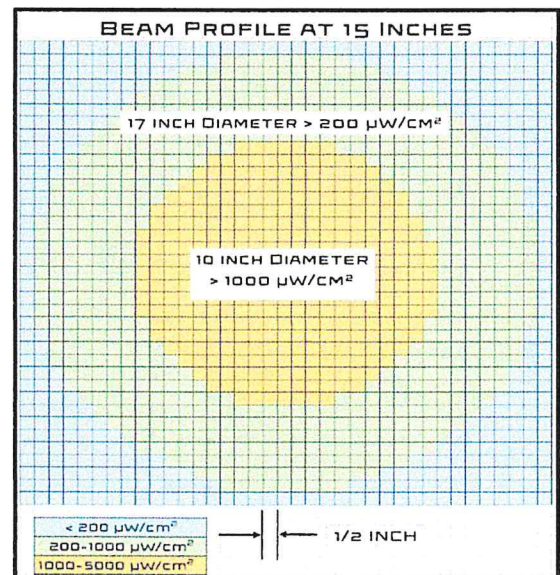 BEAM PROFILE AT 15 INCHES
17 INCH DIAMETER > 200 µW/CM²
10 INCH DIAMETER
> 1000 µW/CM²
< 200 µW/cm²
200-1000 µW/cm²
1000-5000 µW/cm²
1/2 INCH